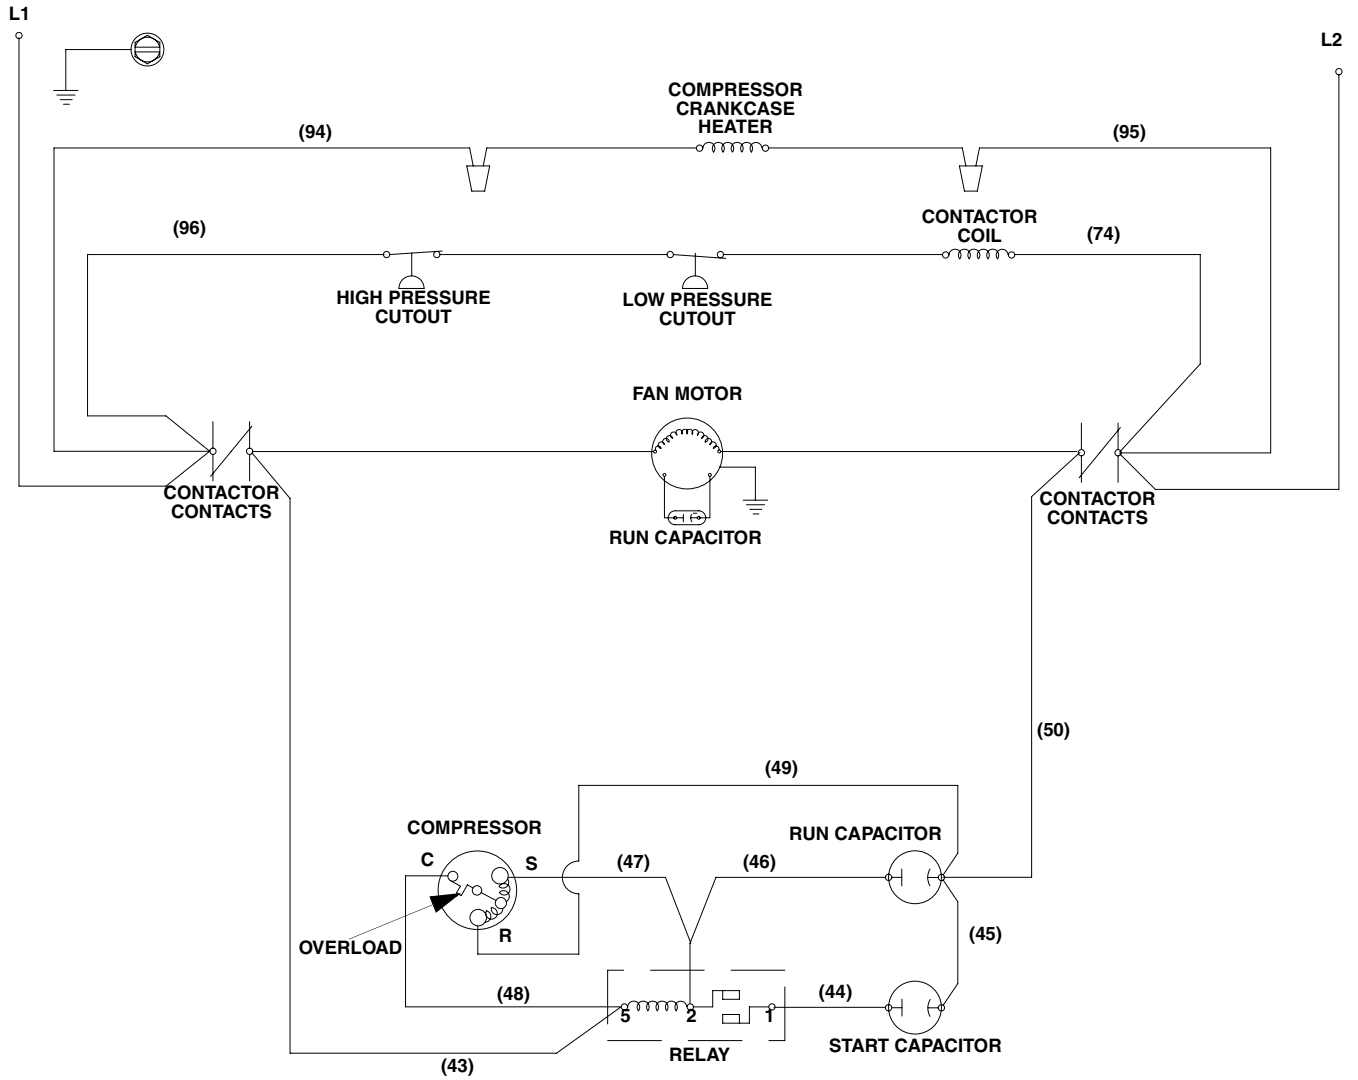 L1
L2
COMPRESSOR
CRANKCASE
HEATER
(94)
(95)
(96)
CONTACTOR
COIL
(74)
HIGH PRESSURE
CUTOUT
LOW PRESSURE
CUTOUT
FAN MOTOR
CONTACTOR
CONTACTS
CONTACTOR
CONTACTS
RUN CAPACITOR
(50)
(49)
COMPRESSOR
RUN CAPACITOR
C
S
(47)
(46)
R
OVERLOAD
(45)
(48)
(44)
5
2
1
RELAY
START CAPACITOR
(43)